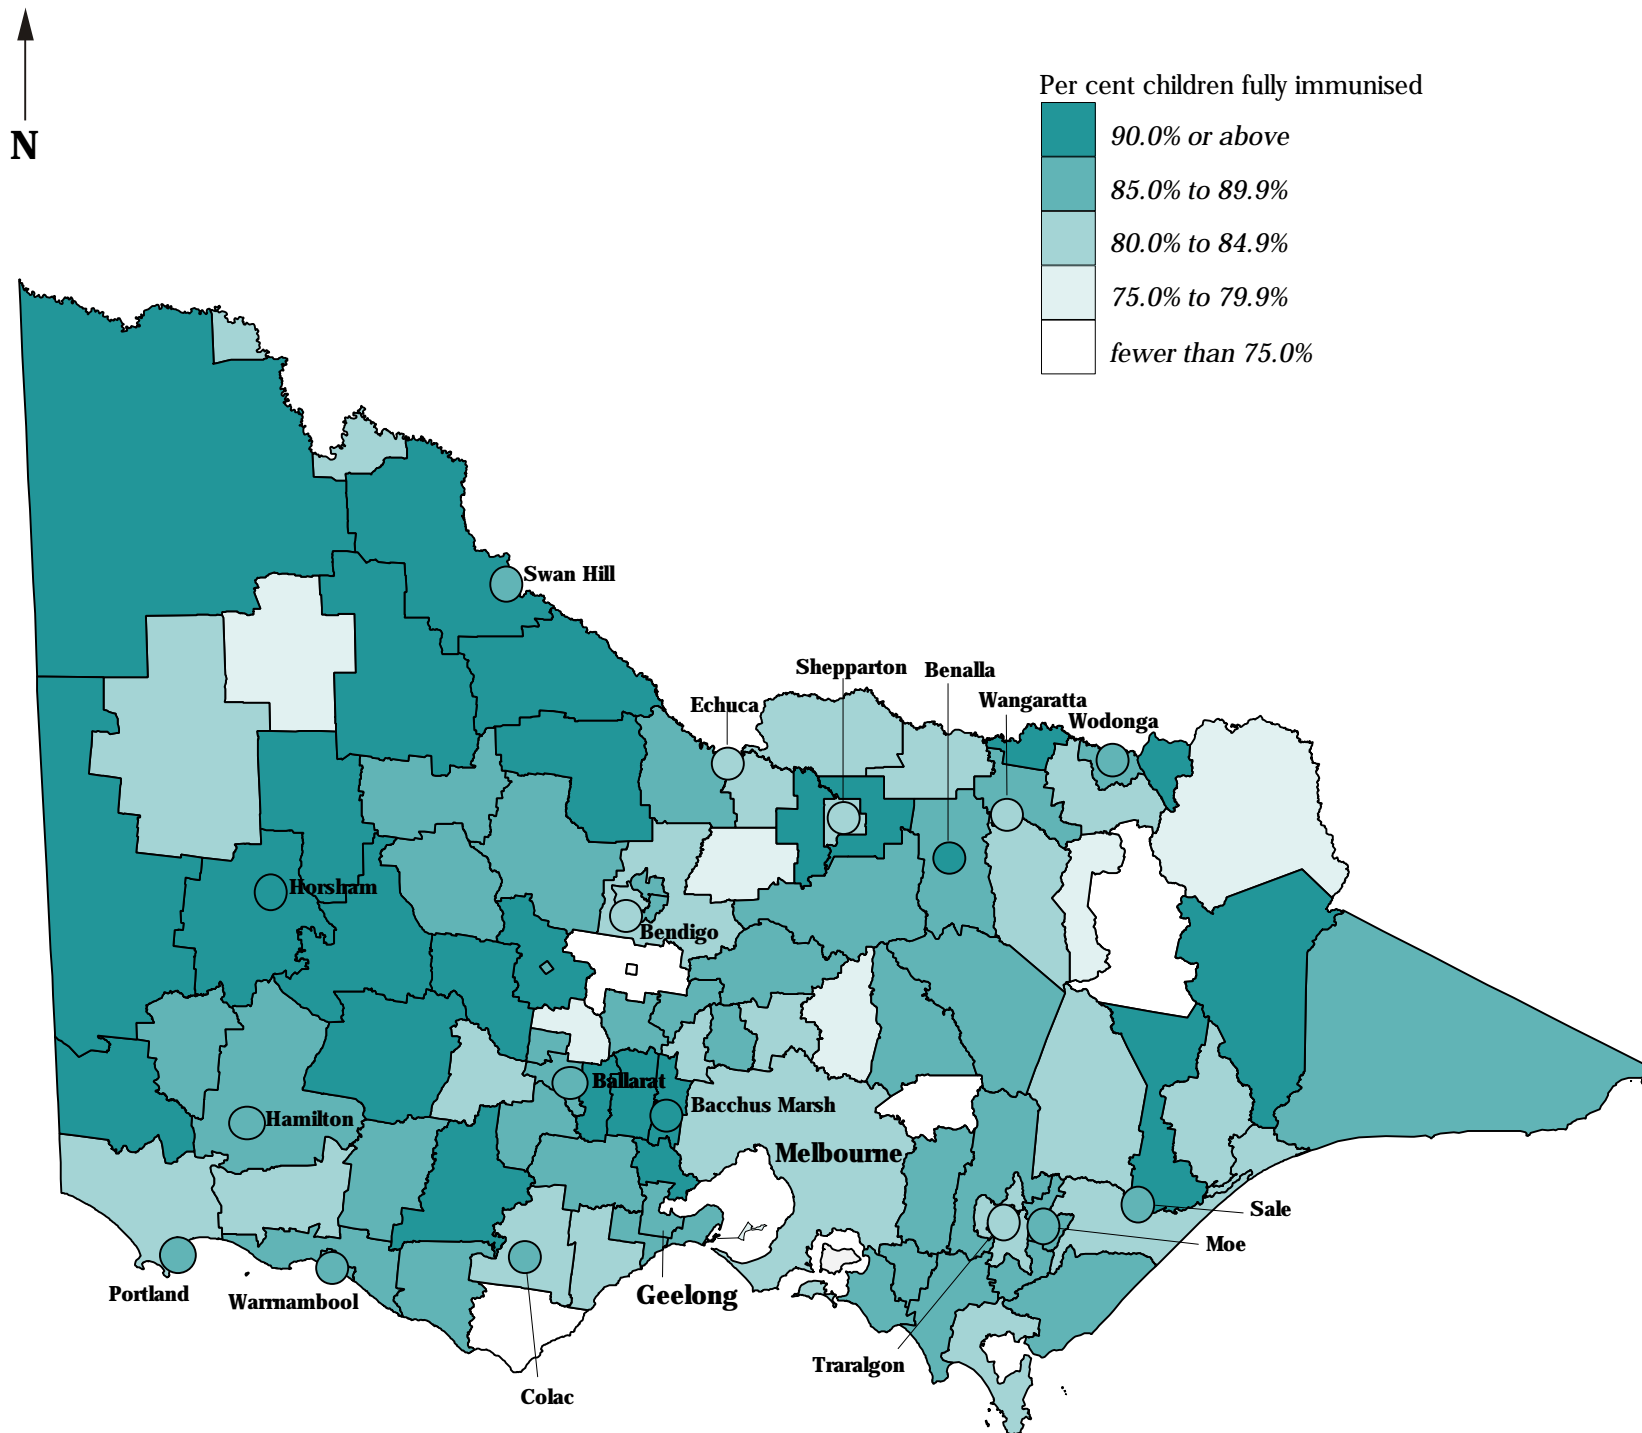 N
Per cent children fully immunised
90.0% or above
85.0% to 89.9%
80.0% to 84.9%
75.0% to 79.9%
fewer than 75.0%
Swan Hill
Shepparton
Benalla
Echuca
Wangaratta
Wodonga
Horsham
Bendigo
Ballarat
Bacchus Marsh
Hamilton
Melbourne
Sale
Moe
Portland
Warrnambool
Geelong
Traralgon
Colac